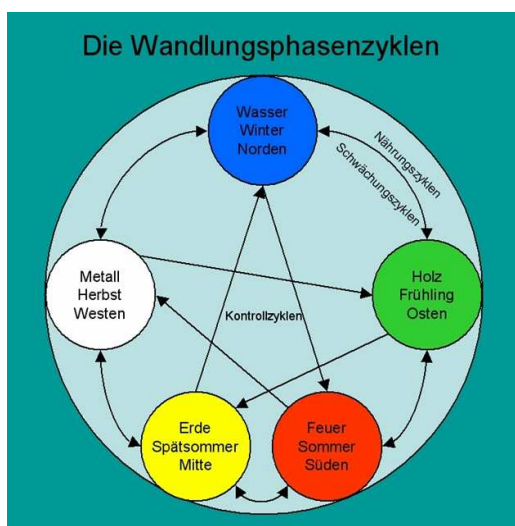 Die Wandlungsphasenzyklen
Wasser
Winter
Norden
Nährungszyklen
Schwächungszyklen
Metall
Herbst
Westen
Holz
Frühling
Osten
Kontrollzyklen
Erde
Spätsommer
Mitte
Feuer
Sommer
Süden